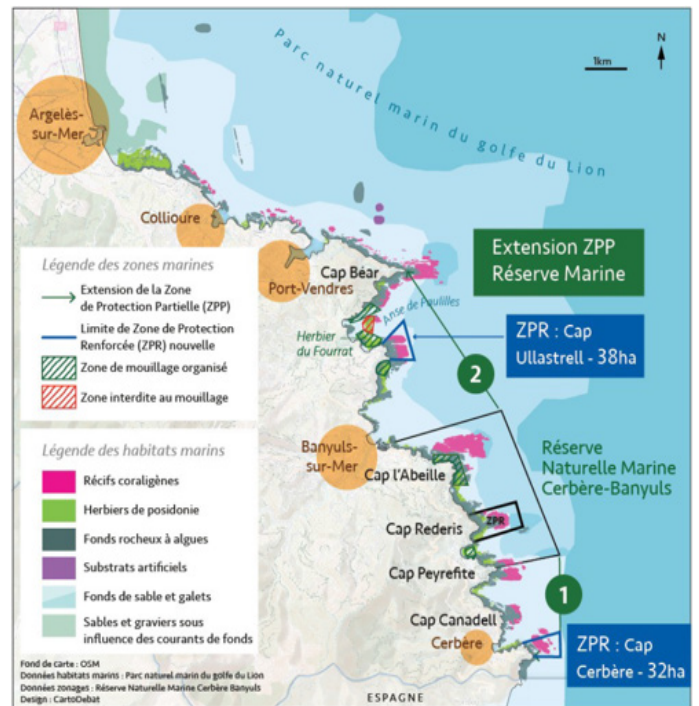 N
1km
Parc naturel marin du golfe du Lion
Argelès-
sur-Mer
Collioure
Port-Vendres
Cap Béar
Extension ZPP
Réserve Marine
Légende des zones marines
Extension de la Zone
de Protection Partielle (ZPP)
Limite de Zone de Protection
Renforcée (ZPR) nouvelle
Zone de mouillage organisé
Zone interdite au mouillage
Anse de Paulilles
Herbier
du Fourrat
ZPR : Cap
Ullastrell - 38ha
2
Banyuls-
sur-Mer
Cap l'Abeille
Réserve
Naturelle Marine
Cerbère-Banyuls
Légende des habitats marins
Récifs coraligènes
Herbiers de posidonie
Fonds rocheux à algues
Substrats artificiels
Fonds de sable et galets
Sables et graviers sous
influence des courants de fonds
ZPR
Cap Rederis
Cap Peyrefite
1
Cap Canadell
Cerbère
ZPR : Cap
Cerbère - 32ha
Fond de carte : OSM
Données habitats marins : Parc naturel marin du golfe du Lion
Données zonages : Réserve Naturelle Marine Cerbère Banyuls
Design : CartoDebat
ESPAGNE